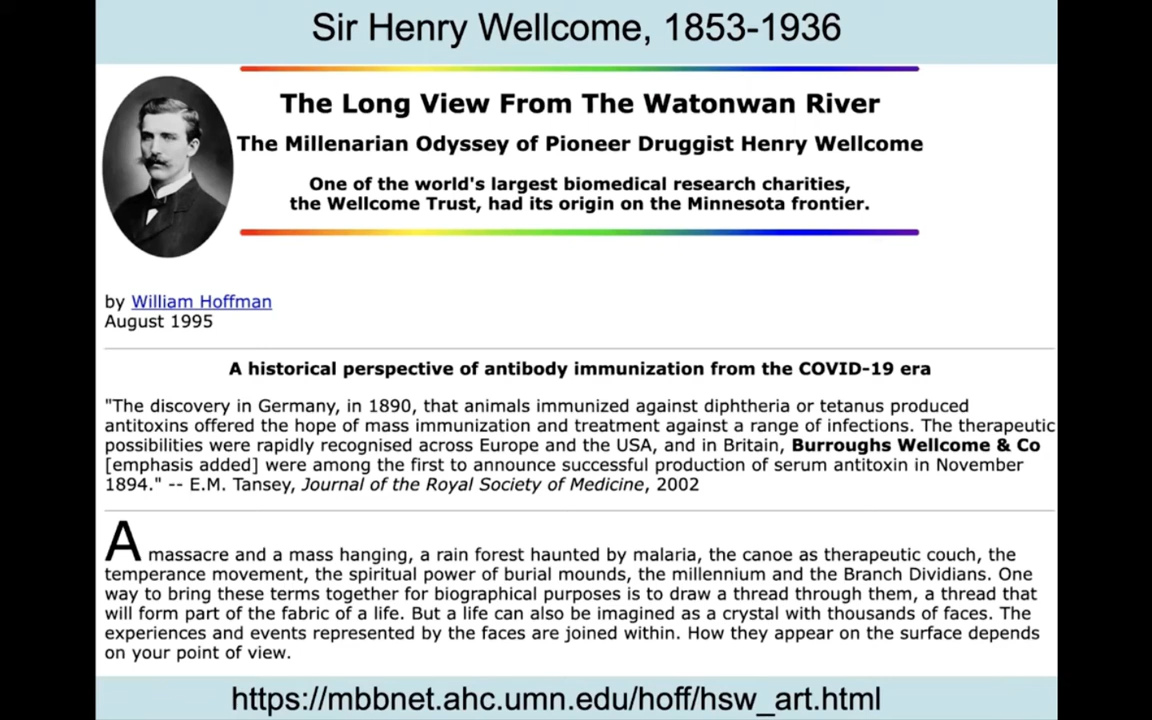 Sir Henry Wellcome, 1853-1936
The Long View From The Watonwan River
The Millenarian Odyssey of Pioneer Druggist Henry Wellcome
One of the world's largest biomedical research charities,
the Wellcome Trust, had its origin on the Minnesota frontier.
by William Hoffman
August 1995
A historical perspective of antibody immunization from the COVID-19 era
"The discovery in Germany, in 1890, that animals immunized against diphtheria or tetanus produced
antitoxins offered the hope of mass immunization and treatment against a range of infections. The therapeutic
possibilities were rapidly recognised across Europe and the USA, and in Britain, Burroughs Wellcome & Co
[emphasis added] were among the first to announce successful production of serum antitoxin in November
1894." -- E.M. Tansey, Journal of the Royal Society of Medicine, 2002
A massacre and a mass hanging, a rain forest haunted by malaria, the canoe as therapeutic couch, the
temperance movement, the spiritual power of burial mounds, the millennium and the Branch Dividians. One
way to bring these terms together for biographical purposes is to draw a thread through them, a thread that
will form part of the fabric of a life. But a life can also be imagined as a crystal with thousands of faces. The
experiences and events represented by the faces are joined within. How they appear on the surface depends
on your point of view.
https://mbbnet.ahc.umn.edu/hoff/hsw_art.html